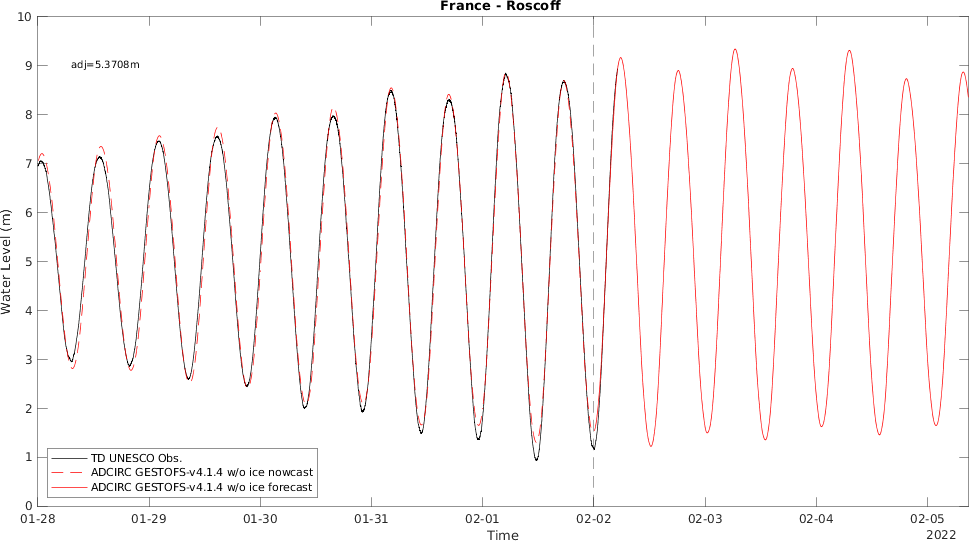 France - Roscoff
10
9
8
7
6
5
4
3
2
1
0
Water Level (m)
adj=5.3708m
TD UNESCO Obs.
ADCIRC GESTOFS-v4.1.4 w/o ice nowcast
ADCIRC GESTOFS-v4.1.4 w/o ice forecast
01-28 01-29 01-30 01-31 02-01 02-02 02-03 02-04 02-05
Time
2022